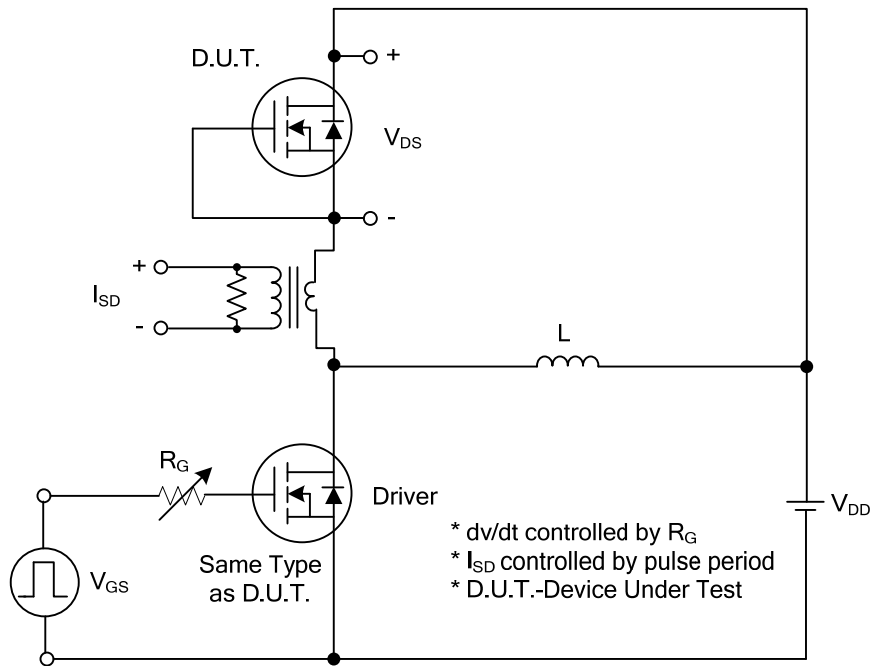 D.U.T.
+
VDS
-
+
ISD
-
L
RG
Driver
VDD
VGS
Same Type
as D.U.T.
* dv/dt controlled by RG
* ISD controlled by pulse period
* D.U.T.-Device Under Test